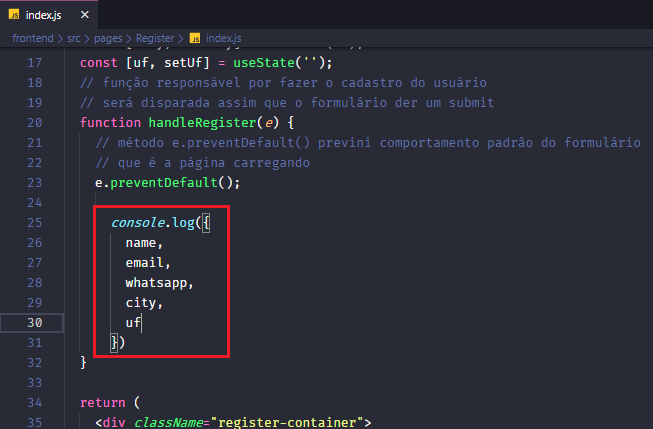 JS index.js ×
frontend > src > pages > Register > JS index.js
17 const [uf, setUf] = useState('');
18 // função responsável por fazer o cadastro do usuário
19 // será disparada assim que o formulário der um submit
20 function handleRegister(e) {
21 // método e.preventDefault() previni comportamento padrão do formulário
22 // que é a página carregando
23 e.preventDefault();
24
25 console.log({
26 name,
27 email,
28 whatsapp,
29 city,
30 uf
31 })
32 }
33
34 return (
35 <div className="register-container">